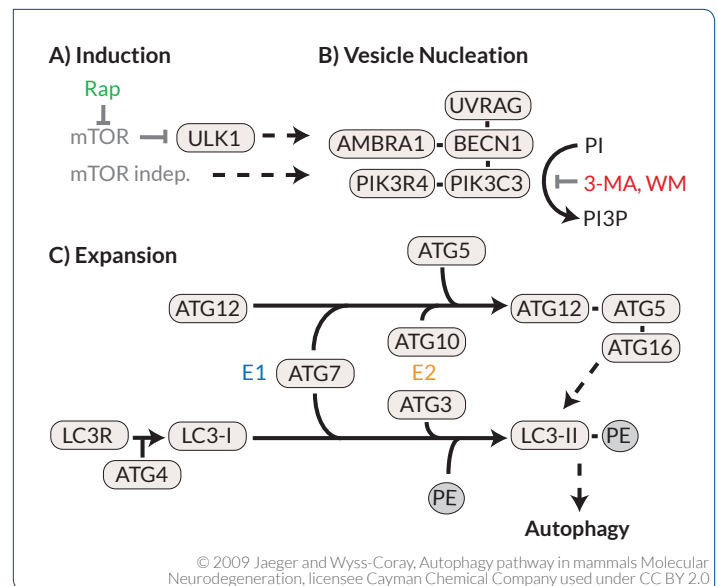 A) Induction
B) Vesicle Nucleation
Rap
UVRAG
mTOR
ULK1
AMBRA1
BECN1
PI
mTOR indep.
PIK3R4
PIK3C3
3-MA, WM
PI3P
C) Expansion
ATG5
ATG12
ATG12
ATG5
ATG10
ATG16
E1
ATG7
E2
ATG3
LC3R
LC3-I
LC3-II
PE
ATG4
PE
Autophagy
© 2009 Jaeger and Wyss-Coray, Autophagy pathway in mammals Molecular
Neurodegeneration, licensee Cayman Chemical Company used under CC BY 2.0